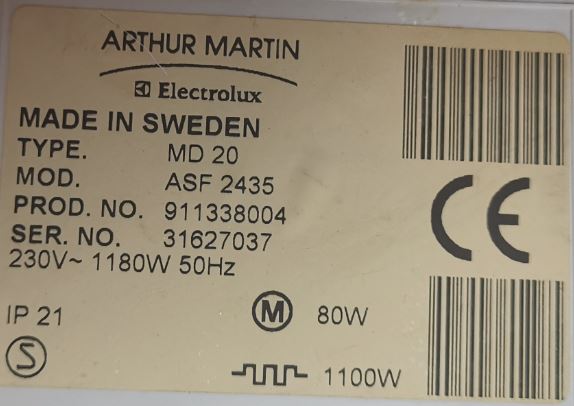 ARTHUR MARTIN
Electrolux
MADE IN SWEDEN
TYPE. MD 20
MOD. ASF 2435
PROD. NO. 911338004
SER. NO. 31627037
230V~ 1180W 50Hz
IP 21
M 80W
S
1100W
CE